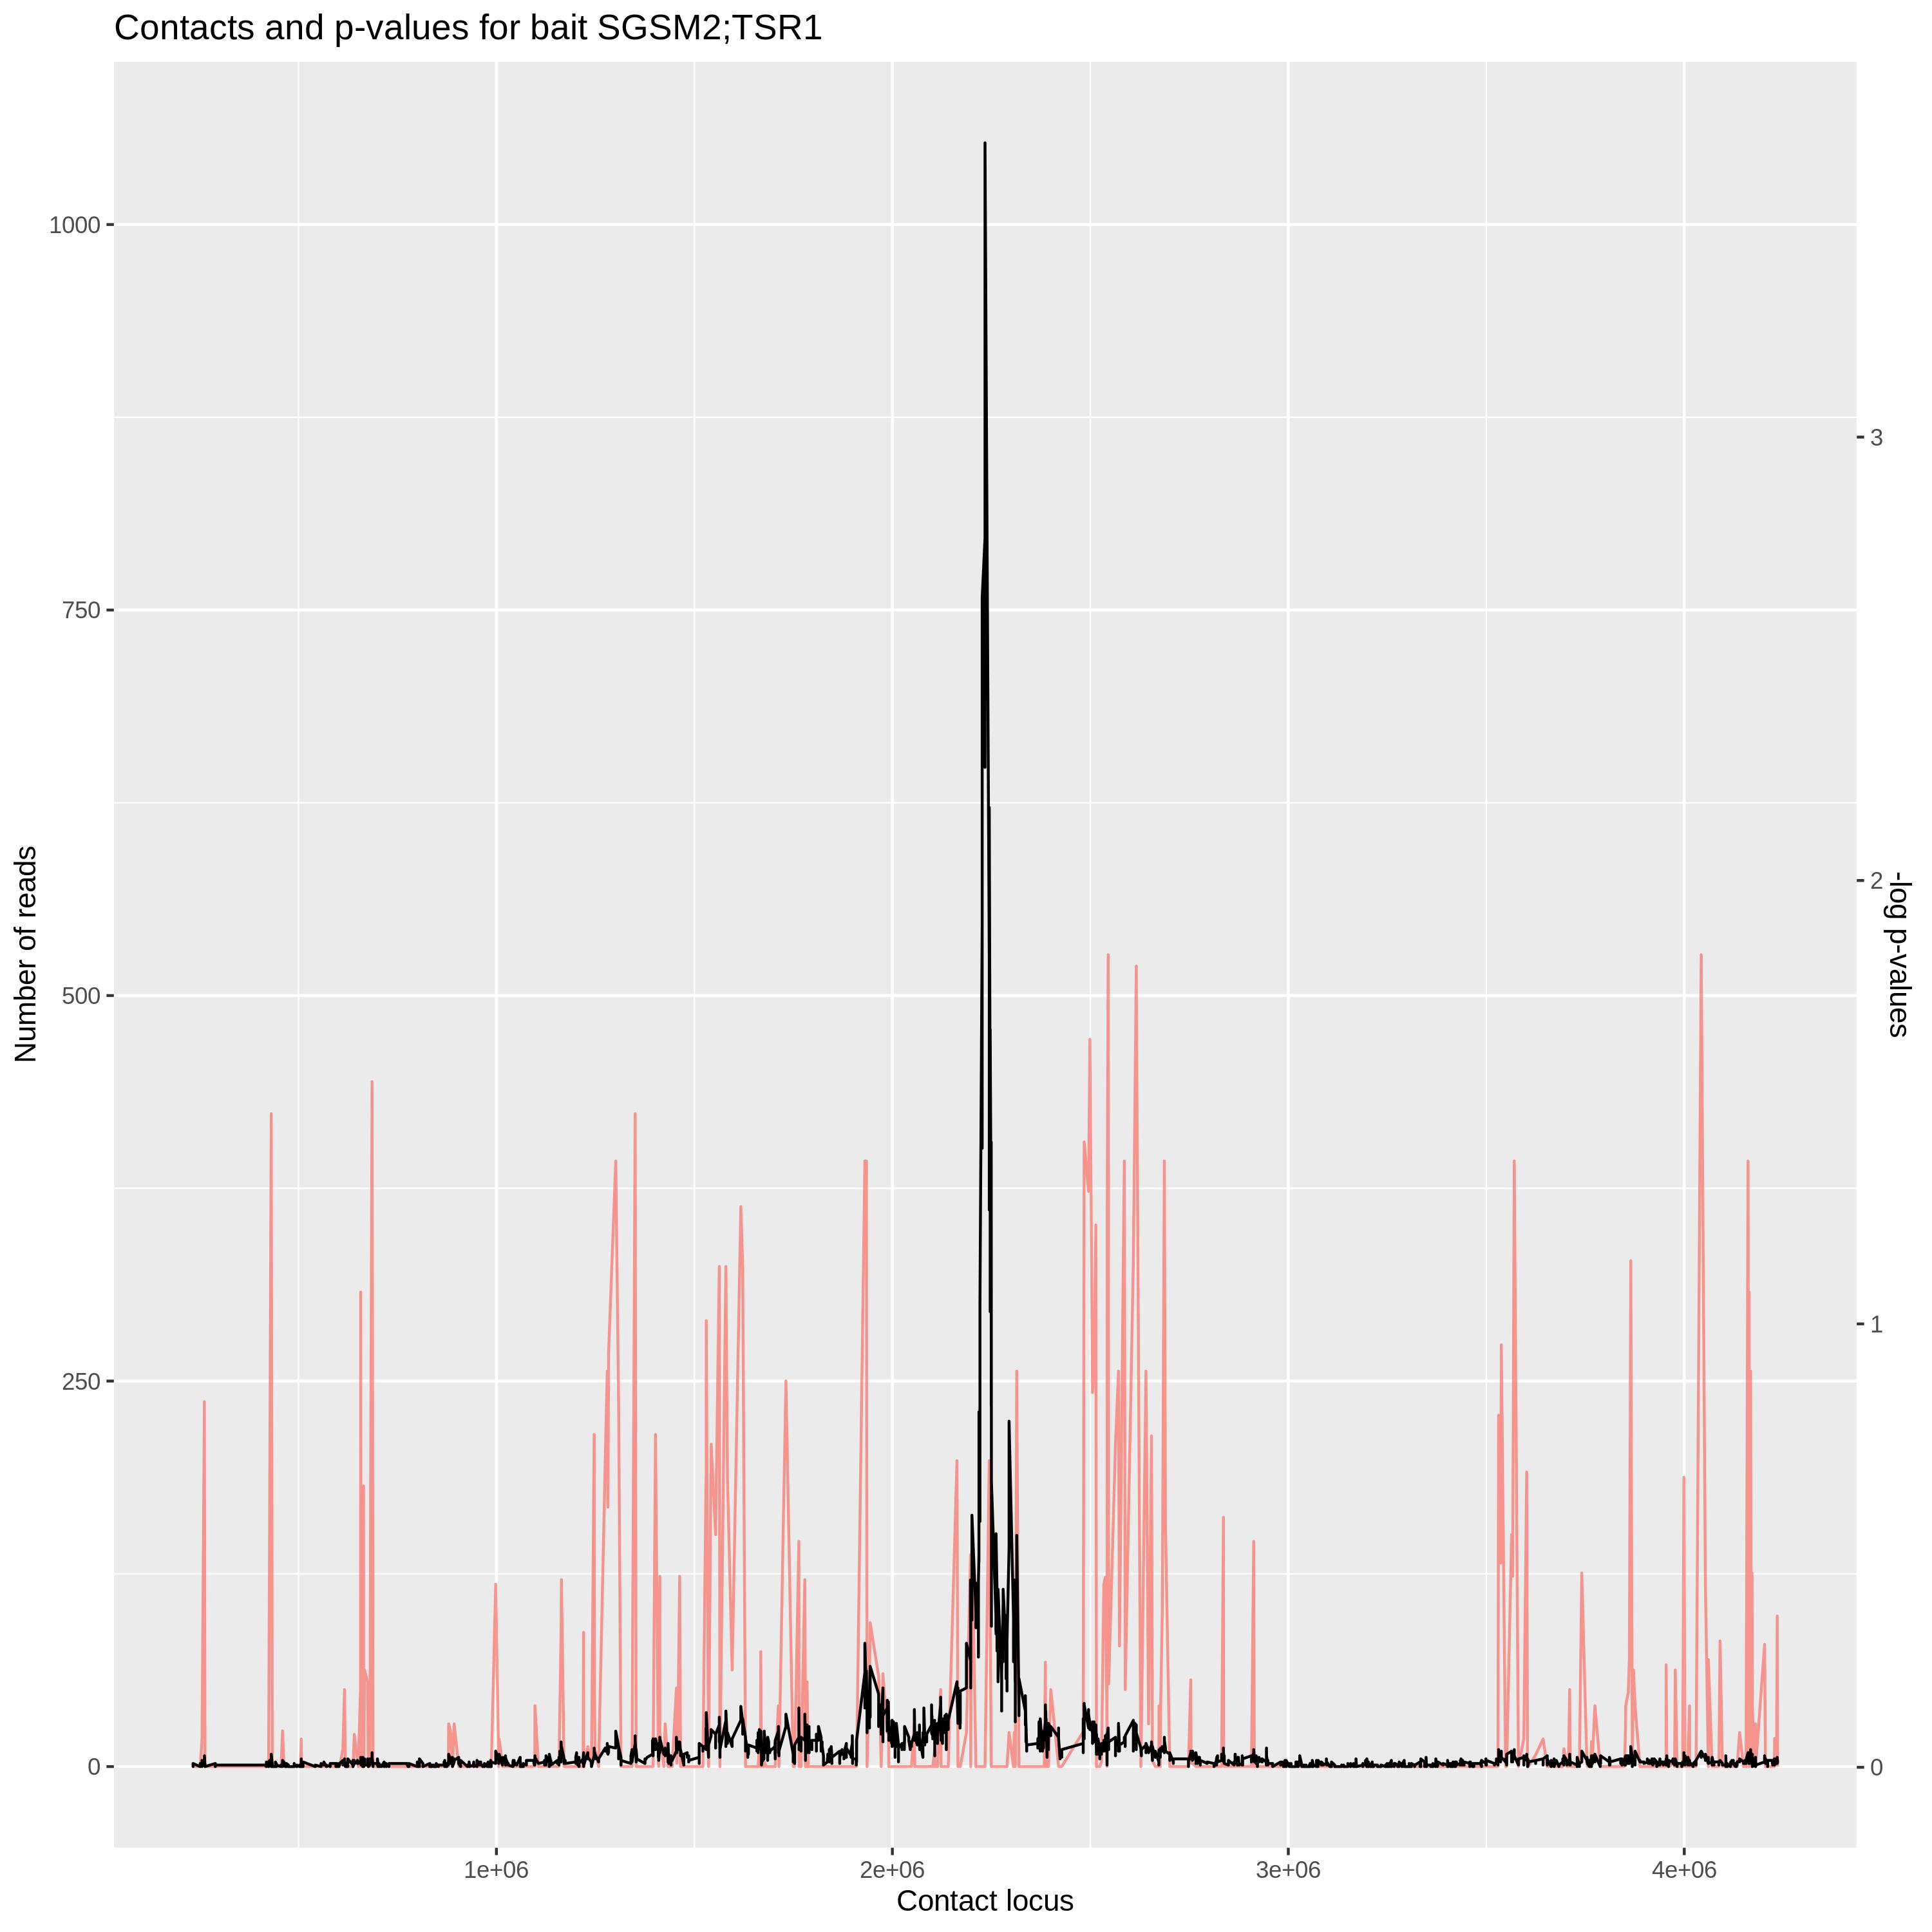 Contacts and p-values for bait SGSM2;TSR1
1000
750
500
250
0
Number of reads
3
2
1
0
-log p-values
1e+06
2e+06
3e+06
4e+06
Contact locus